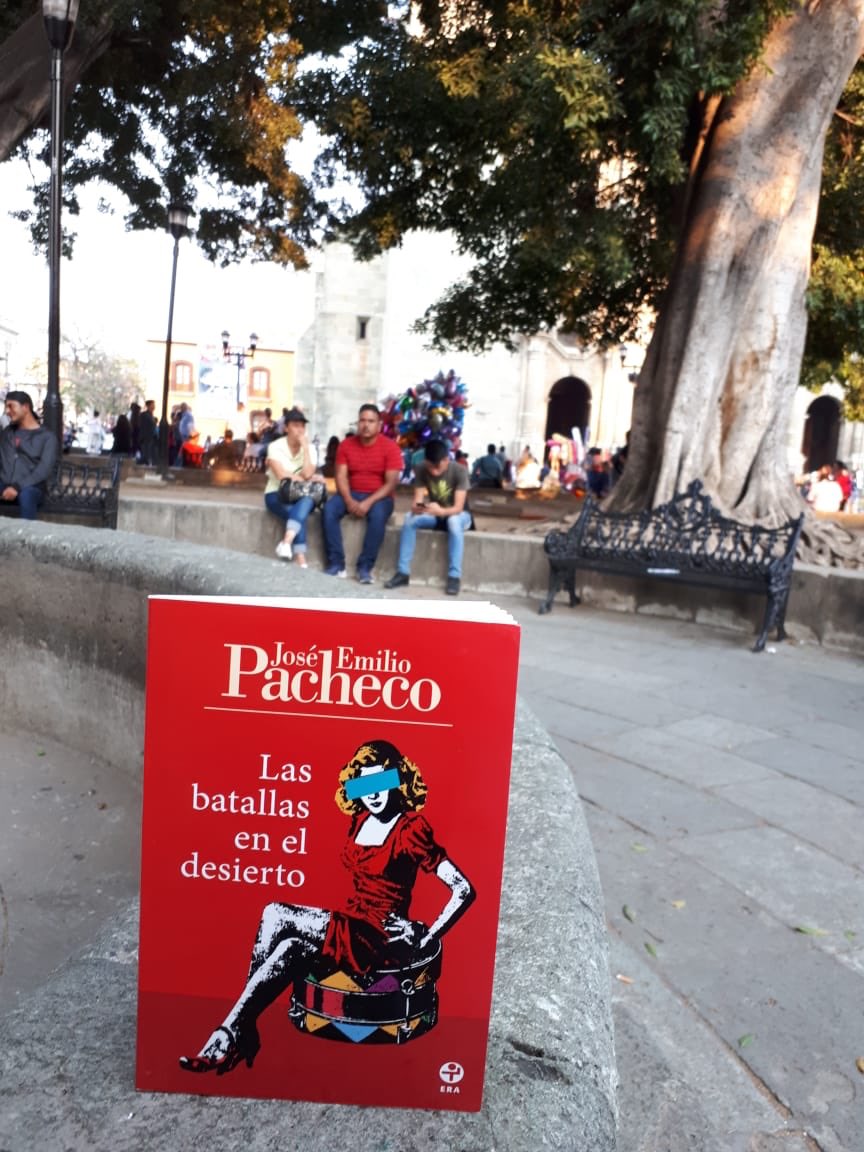 José Emilio
Pacheco
Las
batallas
en el
desierto
ERA